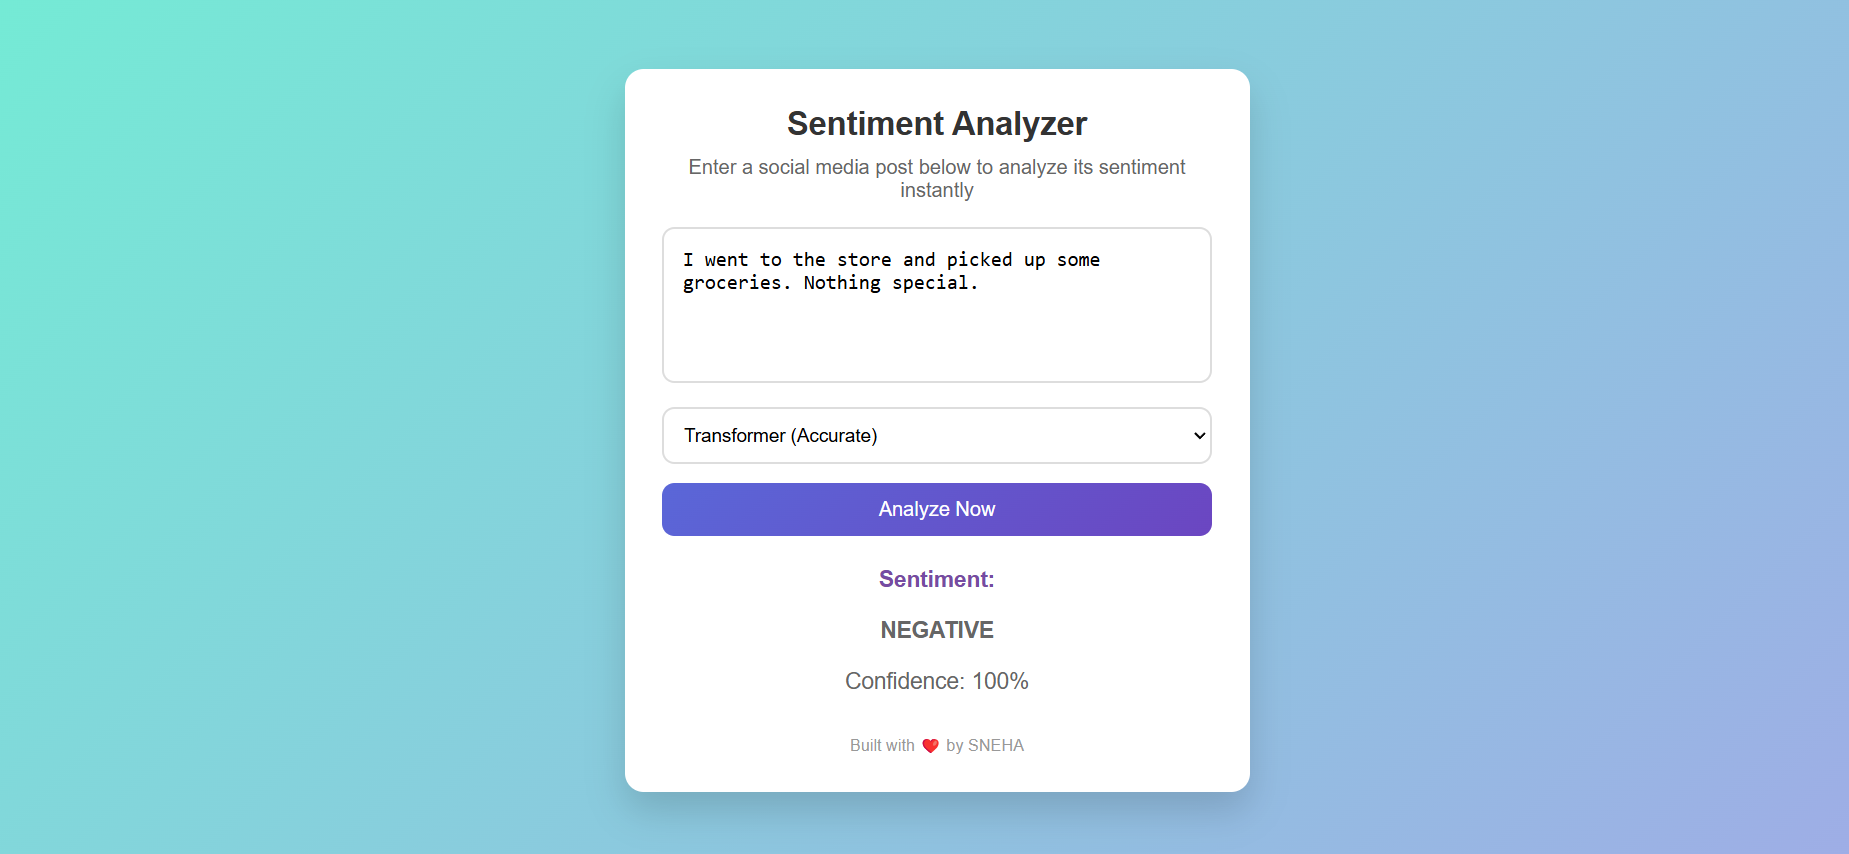 Sentiment Analyzer
Enter a social media post below to analyze its sentiment
instantly
I went to the store and picked up some
groceries. Nothing special.
Transformer (Accurate)
Analyze Now
Sentiment:
NEGATIVE
Confidence: 100%
Built with ❤️ by SNEHA